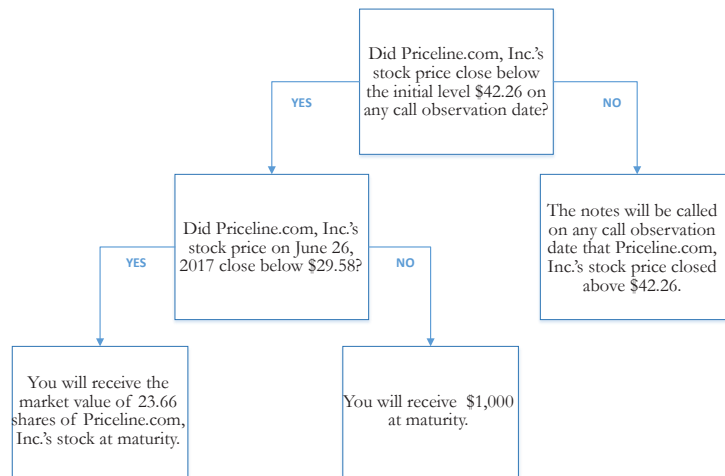 Did Priceline.com, Inc.'s
stock price close below
the initial level $42.26 on
any call observation date?
YES
NO
Did Priceline.com, Inc.'s
stock price on June 26,
2017 close below $29.58?
The notes will be called
on any call observation
date that Priceline.com,
Inc.'s stock price closed
above $42.26.
YES
NO
You will receive the
market value of 23.66
shares of Priceline.com,
Inc.'s stock at maturity.
You will receive $1,000
at maturity.